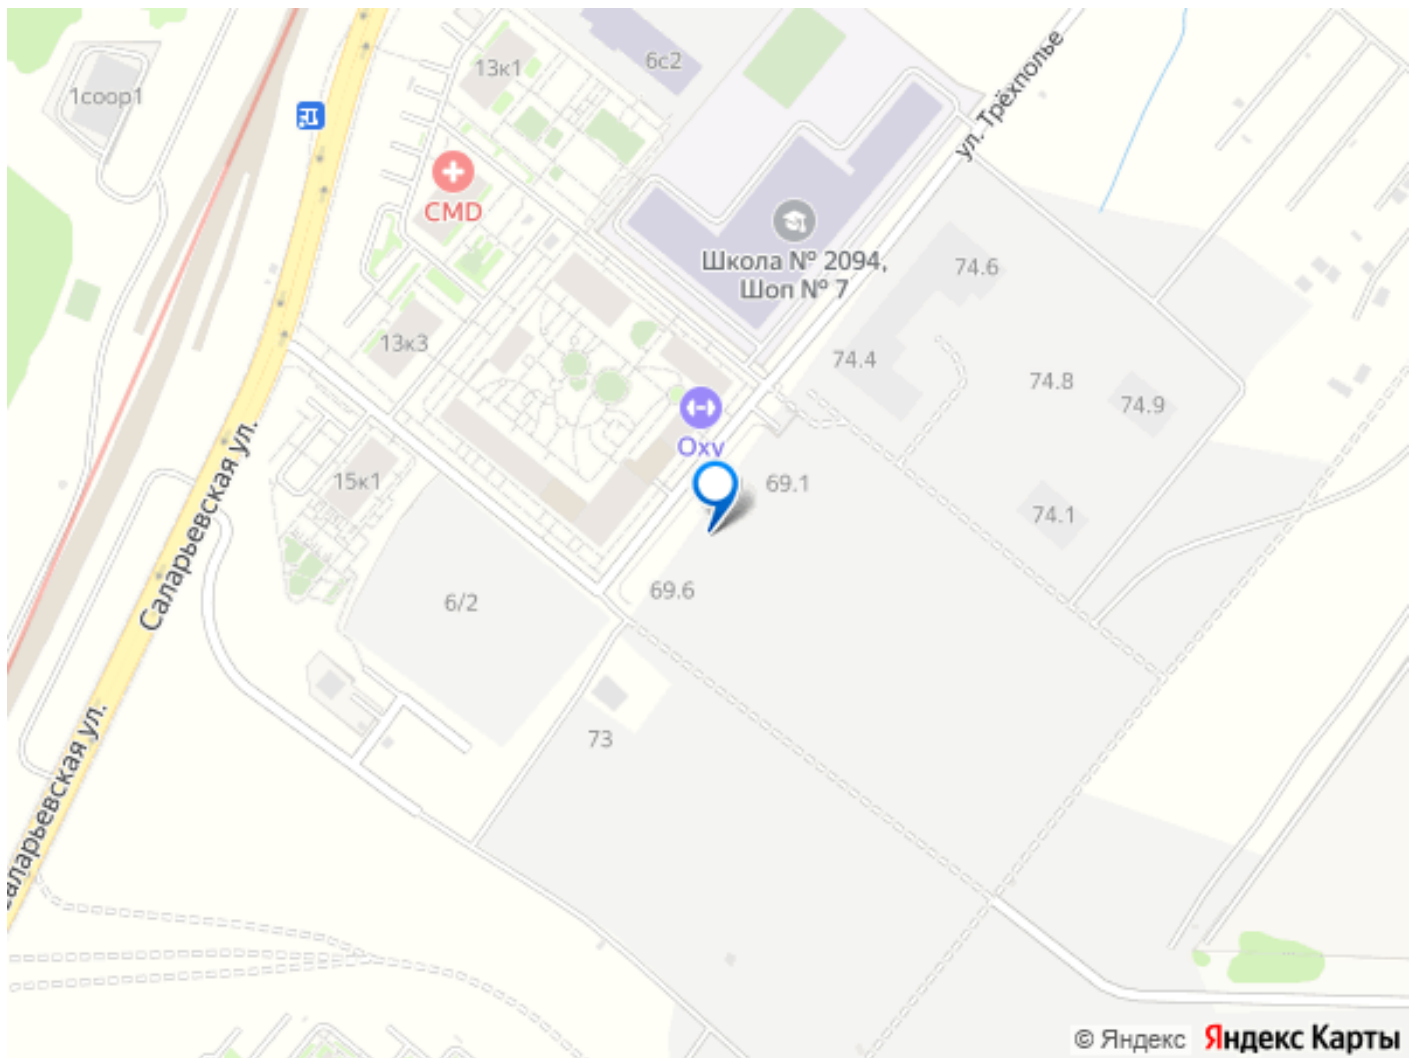 1соор1
13к1
6с2
ул. Трёхполье
CMD
Школа № 2094,
Шоп № 7
74.6
13к3
74.4
74.8
74.9
Oxy
15к1
69.1
74.1
Саларьевская ул.
69.6
6/2
73
Саларьевская ул.
© Яндекс Яндекс Карты